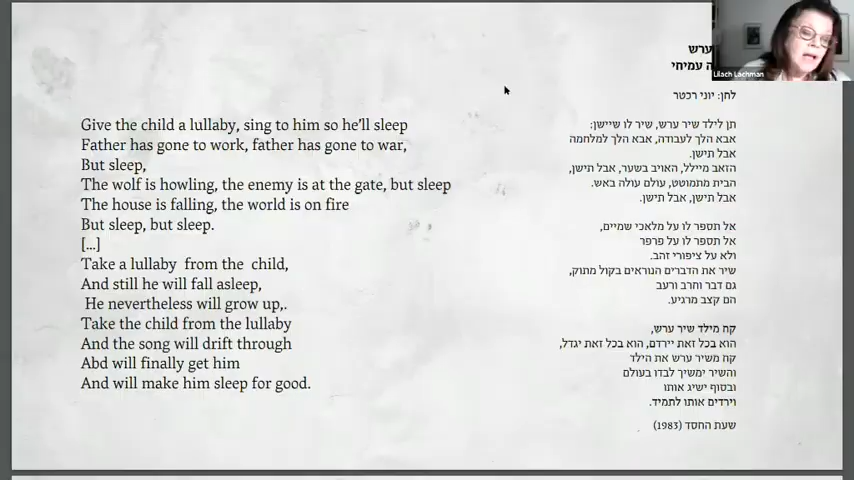 Lilach Lachman
Give the child a lullaby, sing to him so he'll sleep
Father has gone to work, father has gone to war,
But sleep,
The wolf is howling, the enemy is at the gate, but sleep
The house is falling, the world is on fire
But sleep, but sleep.
[...]
Take a lullaby from the child,
And still he will fall asleep,
He nevertheless will grow up,.
Take the child from the lullaby
And the song will drift through
Abd will finally get him
And will make him sleep for good.
ערש
עמיחי
לחן: יוני רכטר
תן לילד שיר ערש, שיר לו שיישן:
אבא הלך לעבודה, אבא הלך למלחמה
אבל תישן.
הזאב מיילל, האויב בשער, אבל תישן,
הבית מתמוטט, עולם עולה באש.
אבל תישן, אבל תישן.
אל תספר לו על מלאכי שמיים,
אל תספר לו על פרפר
ולא על ציפורי זהב.
שיר את הדברים הנוראים בקול מתוק,
גם דבר וחרב ורעב
הם קצב מרגיע.
קח מילד שיר ערש,
הוא בכל זאת יירדם, הוא בכל זאת יגדל,
קח משיר ערש את הילד
והשיר ימשיך לבדו בעולם
ובסוף ישיג אותו
וירדים אותו לתמיד.
שעת החסד (1983)